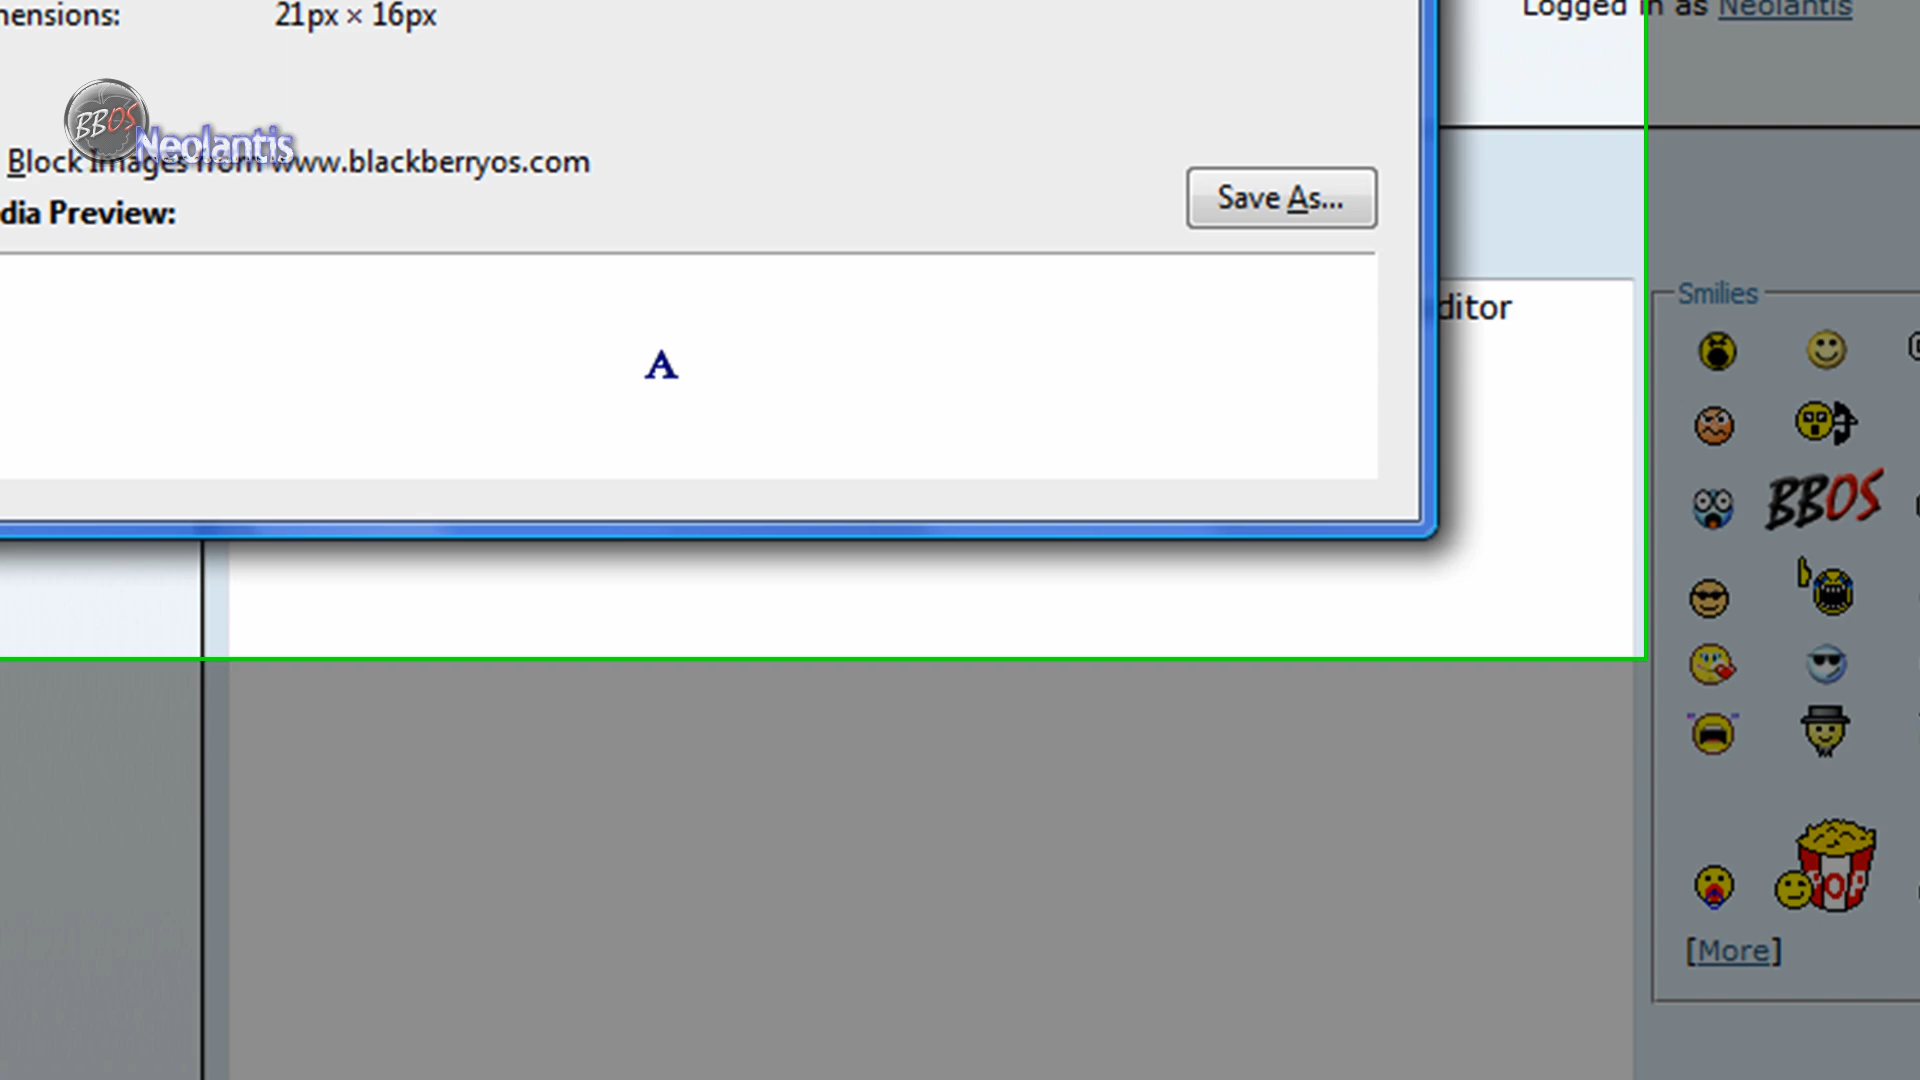 mensions: 21px × 16px
Logged in as Neolantis
BBOS Neolantis
Block Images from www.blackberryos.com
dia Preview:
Save As...
A
ditor
Smilies
BBOS
POP
[More]